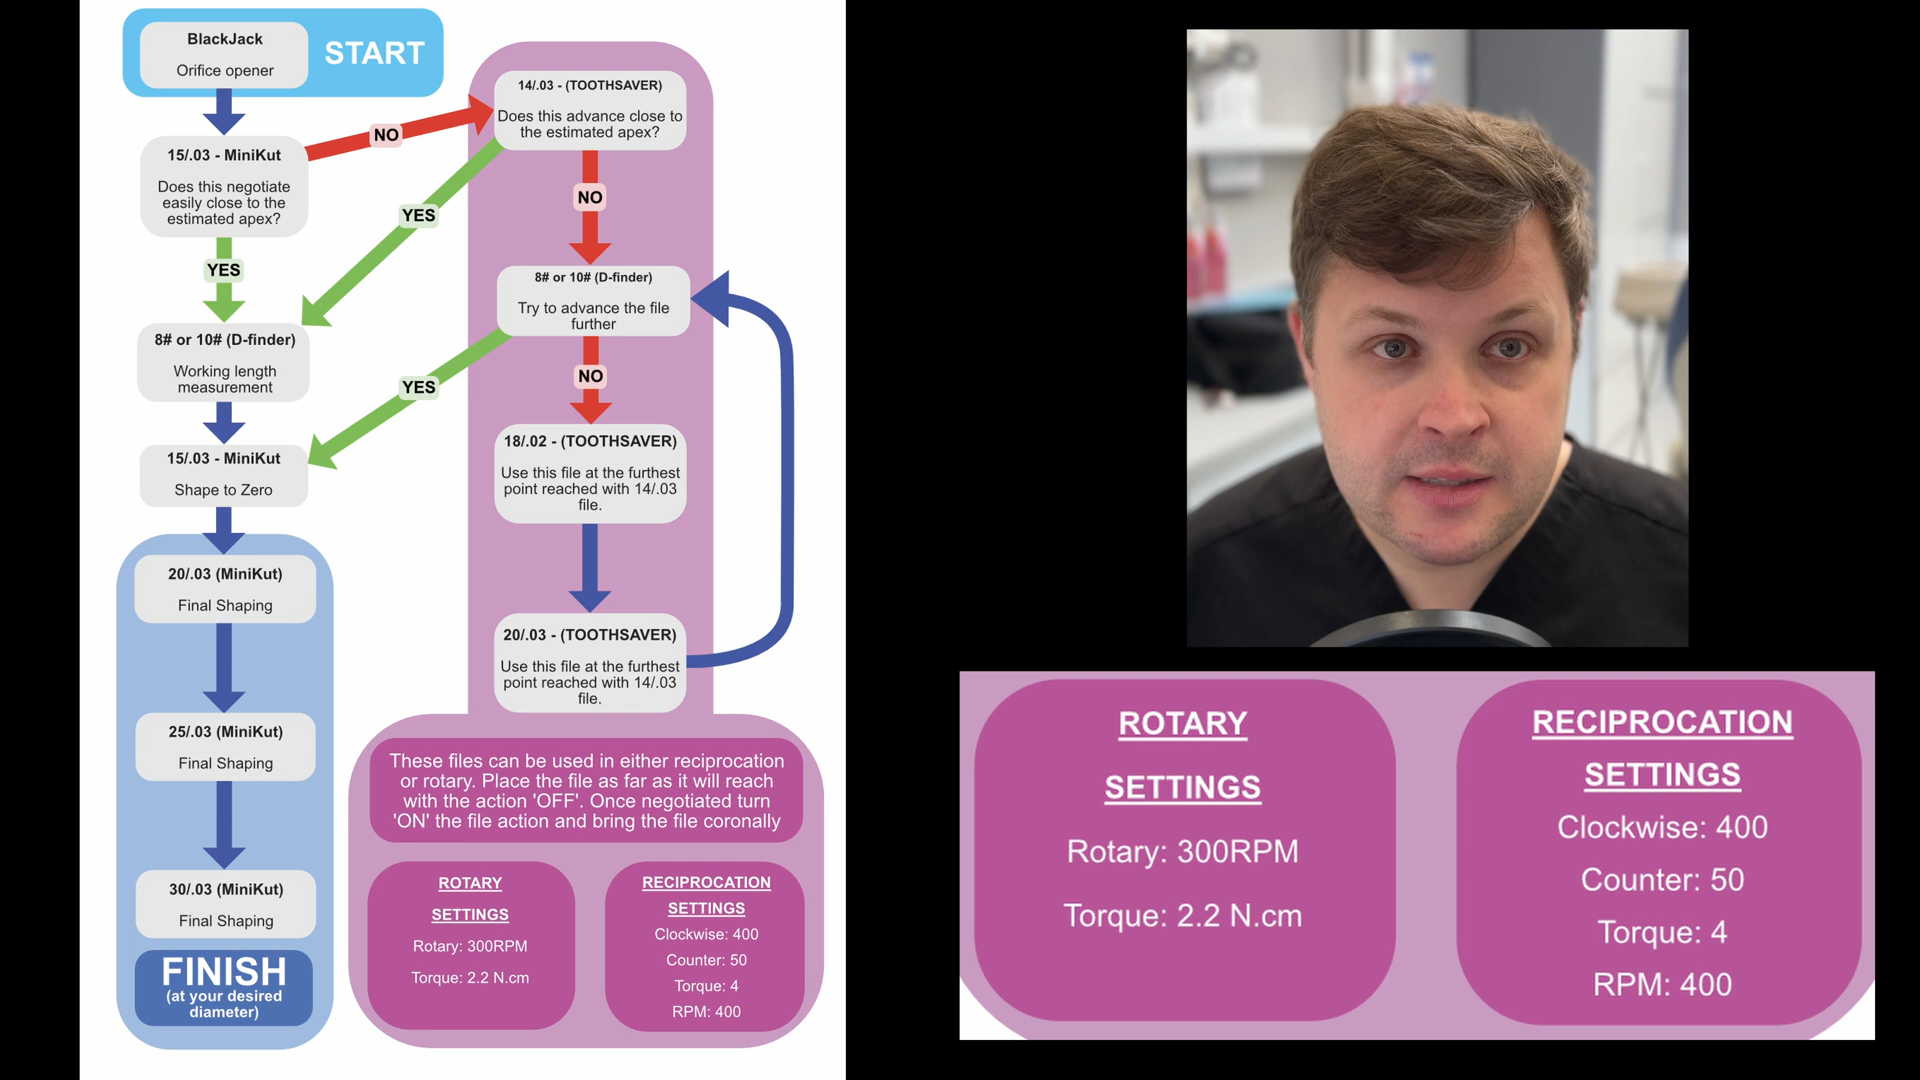 BlackJack
Orifice opener
START
15/.03 - MiniKut
Does this negotiate
easily close to the
estimated apex?
NO
YES
8# or 10# (D-finder)
Working length
measurement
15/.03 - MiniKut
Shape to Zero
20/.03 (MiniKut)
Final Shaping
25/.03 (MiniKut)
Final Shaping
30/.03 (MiniKut)
Final Shaping
FINISH
(at your desired
diameter)
14/.03 - (TOOTHSAVER)
Does this advance close to
the estimated apex?
YES
NO
8# or 10# (D-finder)
Try to advance the file
further
YES
NO
18/.02 - (TOOTHSAVER)
Use this file at the furthest
point reached with 14/.03
file.
20/.03 - (TOOTHSAVER)
Use this file at the furthest
point reached with 14/.03
file.
These files can be used in either reciprocation
or rotary. Place the file as far as it will reach
with the action 'OFF'. Once negotiated turn
'ON' the file action and bring the file coronally
ROTARY
SETTINGS
Rotary: 300RPM
Torque: 2.2 N.cm
RECIPROCATION
SETTINGS
Clockwise: 400
Counter: 50
Torque: 4
RPM: 400
ROTARY
SETTINGS
Rotary: 300RPM
Torque: 2.2 N.cm
RECIPROCATION
SETTINGS
Clockwise: 400
Counter: 50
Torque: 4
RPM: 400